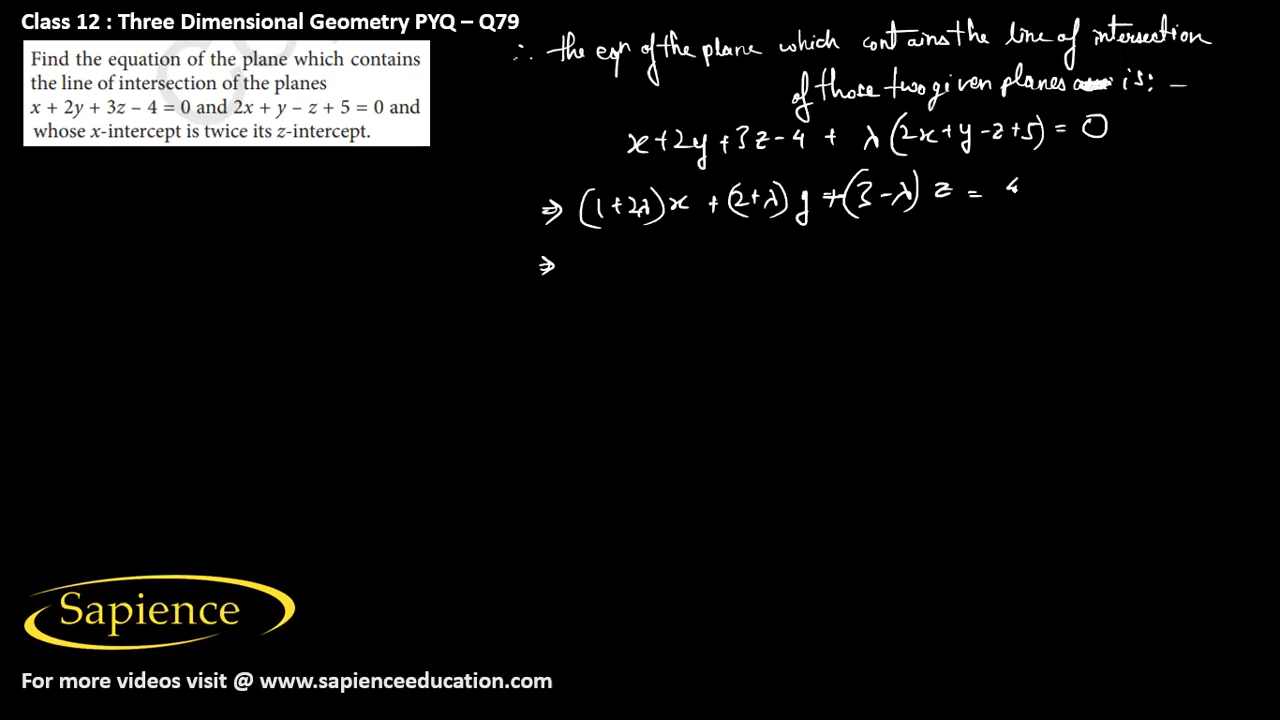 Class 12 : Three Dimensional Geometry PYQ – Q79
Find the equation of the plane which contains
the line of intersection of the planes
x + 2y + 3z – 4 = 0 and 2x + y – z + 5 = 0 and
whose x-intercept is twice its z-intercept.
∴ the eqn of the plane which contains the line of intersection
of those two given planes is: –
x+2y+3z-4 + λ(2x+y-z+5) = 0
⇒ (1+2λ)x + (2+λ)y + (3-λ)z = 4
⇒
Sapience
For more videos visit @ www.sapienceeducation.com